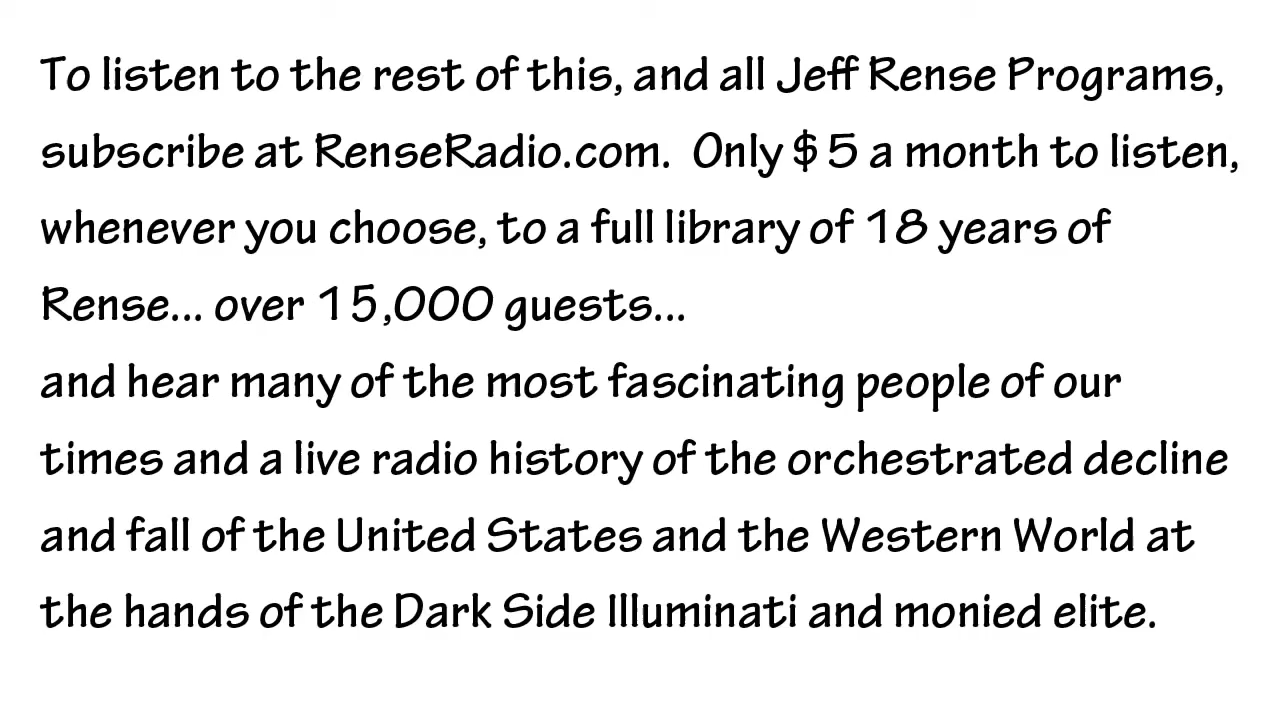 To listen to the rest of this, and all Jeff Rense Programs,
subscribe at RenseRadio.com.  Only $5 a month to listen,
whenever you choose, to a full library of 18 years of
Rense... over 15,000 guests...
and hear many of the most fascinating people of our
times and a live radio history of the orchestrated decline
and fall of the United States and the Western World at
the hands of the Dark Side Illuminati and monied elite.